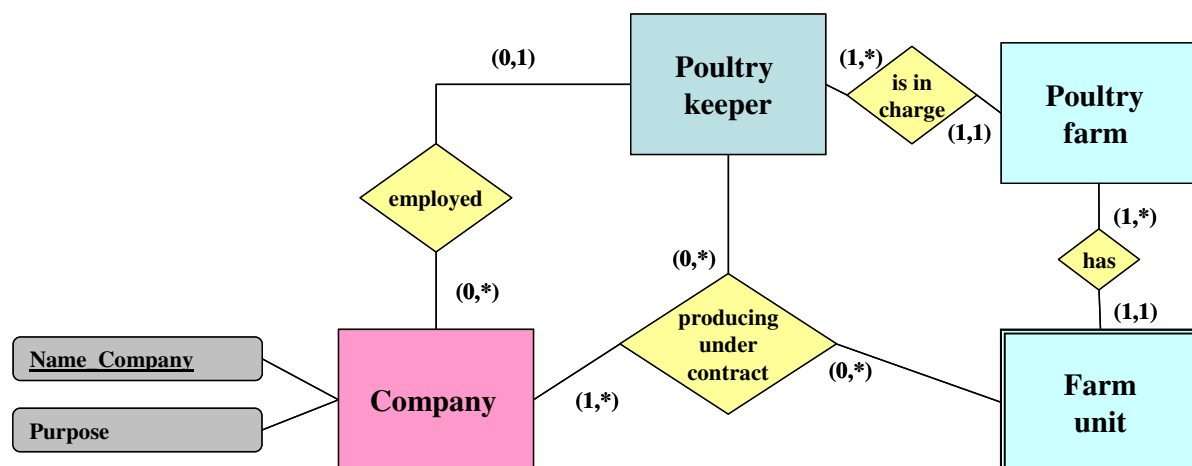 (0,1)
Poultry
keeper
(1,*)
is in
charge
(1,1)
Poultry
farm
employed
(1,*)
has
(0,*)
(0,*)
(1,1)
producing
under
contract
Name_Company
Purpose
Company
(1,*)
(0,*)
Farm
unit